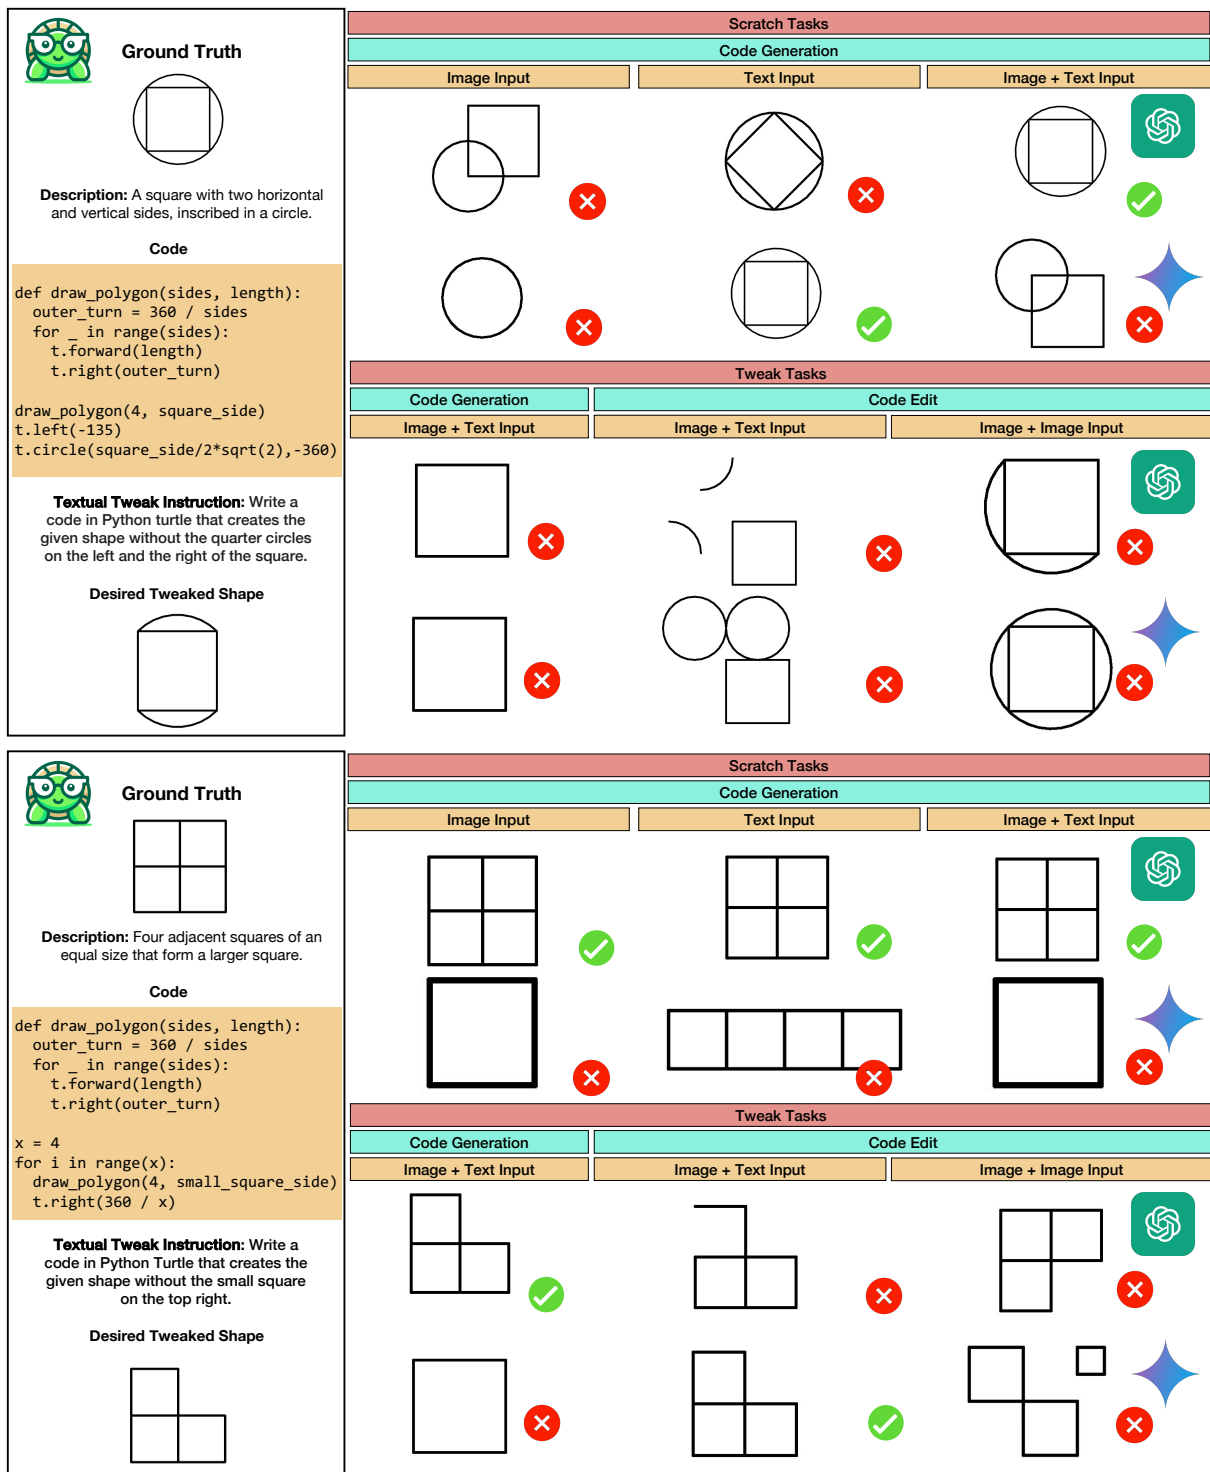 Ground Truth
Description: A square with two horizontal
and vertical sides, inscribed in a circle.
Code
def draw_polygon(sides, length):
  outer_turn = 360 / sides
  for _ in range(sides):
    t.forward(length)
    t.right(outer_turn)
draw_polygon(4, square_side)
t.left(-135)
t.circle(square_side/2*sqrt(2),-360)
Textual Tweak Instruction: Write a
code in Python turtle that creates the
given shape without the quarter circles
on the left and the right of the square.
Desired Tweaked Shape
Scratch Tasks
Code Generation
Image Input
Text Input
Image + Text Input
Tweak Tasks
Code Generation
Code Edit
Image + Text Input
Image + Text Input
Image + Image Input
Ground Truth
Description: Four adjacent squares of an
equal size that form a larger square.
Code
def draw_polygon(sides, length):
  outer_turn = 360 / sides
  for _ in range(sides):
    t.forward(length)
    t.right(outer_turn)
x = 4
for i in range(x):
  draw_polygon(4, small_square_side)
  t.right(360 / x)
Textual Tweak Instruction: Write a
code in Python Turtle that creates the
given shape without the small square
on the top right.
Desired Tweaked Shape
Scratch Tasks
Code Generation
Image Input
Text Input
Image + Text Input
Tweak Tasks
Code Generation
Code Edit
Image + Text Input
Image + Text Input
Image + Image Input